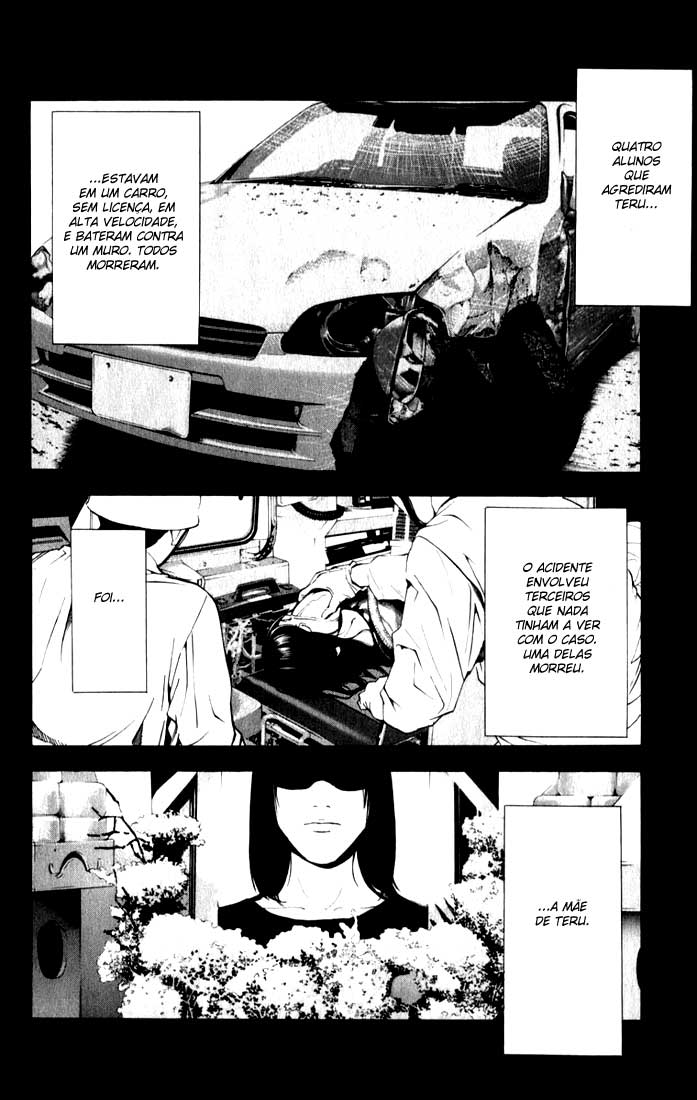 QUATRO
ALUNOS
QUE
AGREDIRAM
TERU...
...ESTAVAM
EM UM CARRO,
SEM LICENÇA, EM
ALTA VELOCIDADE,
E BATERAM CONTRA
UM MURO. TODOS
MORRERAM.
O ACIDENTE
ENVOLVEU
TERCEIROS
QUE NADA
TINHAM A VER
COM O CASO.
UMA DELAS
MORREU.
FOI...
...A MÃE
DE TERU.